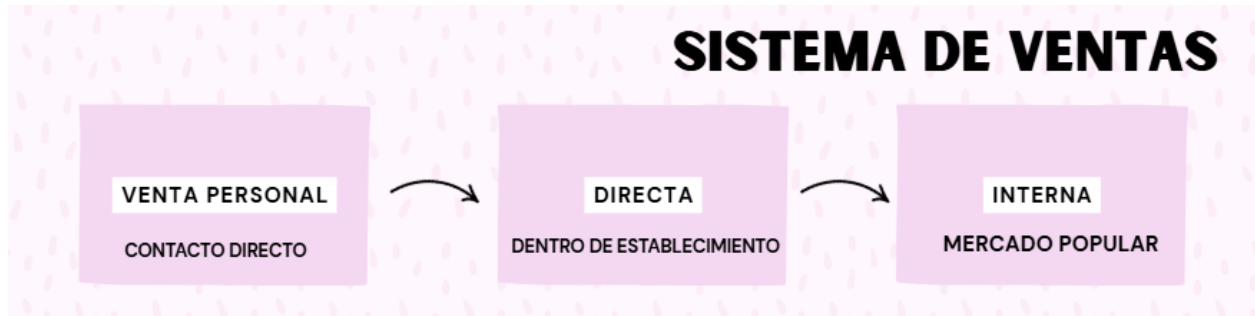 SISTEMA DE VENTAS
VENTA PERSONAL
CONTACTO DIRECTO
DIRECTA
DENTRO DE ESTABLECIMIENTO
INTERNA
MERCADO POPULAR